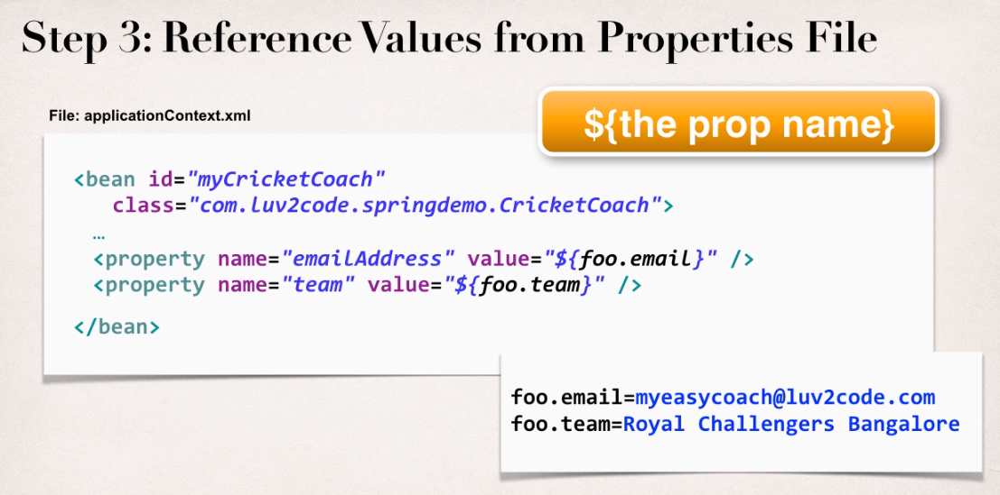 Step 3: Reference Values from Properties File
File: applicationContext.xml
${the prop name}
<bean id="myCricketCoach"
class="com.luv2code.springdemo.CricketCoach">
…
<property name="emailAddress" value="${foo.email}" />
<property name="team" value="${foo.team}" />
</bean>
foo.email=myeasycoach@luv2code.com
foo.team=Royal Challengers Bangalore